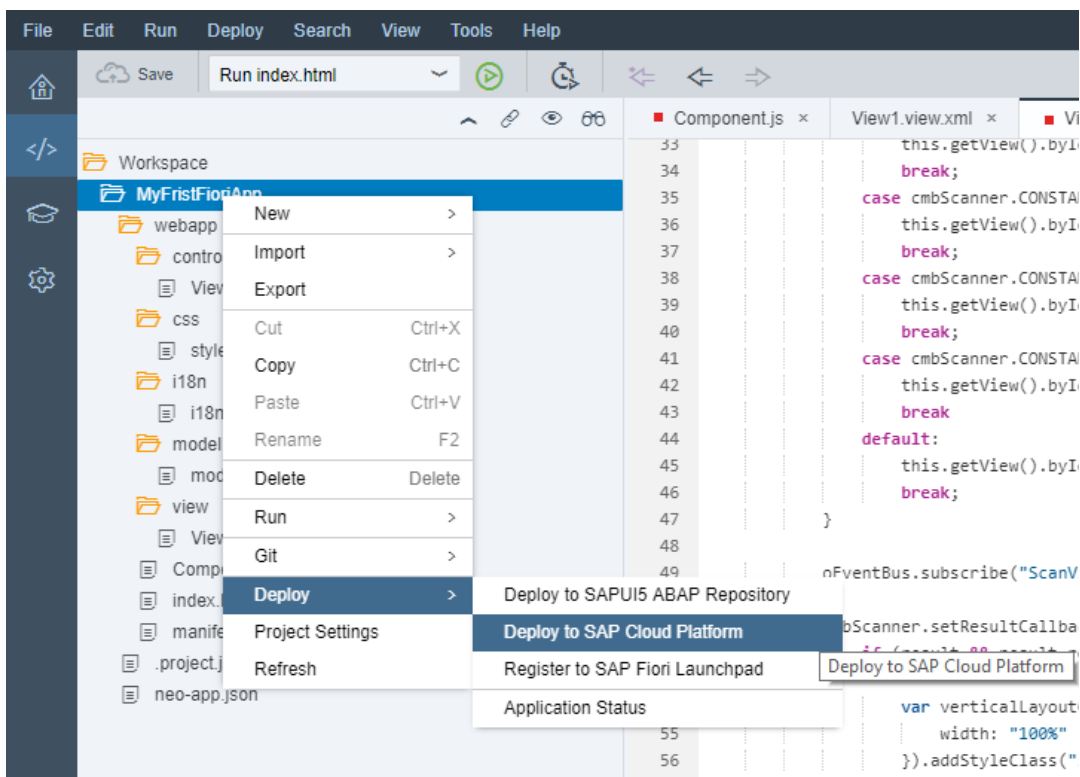 File Edit Run Deploy Search View Tools Help
Save Run index.html
Component.js × View1.view.xml × Vi
Workspace
MyFristFioriApp
webapp
contro
View
css
style
i18n
i18n
model
mod
view
View
Compo
index.
manife
.project.j
neo-app.json
New >
Import >
Export
Cut Ctrl+X
Copy Ctrl+C
Paste Ctrl+V
Rename F2
Delete Delete
Run >
Git >
Deploy >
Project Settings
Refresh
Deploy to SAPUI5 ABAP Repository
Deploy to SAP Cloud Platform
Register to SAP Fiori Launchpad
Application Status
Deploy to SAP Cloud Platform
33 this.getView().byI
34 break;
35 case cmbScanner.CONSTA
36 this.getView().byI
37 break;
38 case cmbScanner.CONSTA
39 this.getView().byI
40 break;
41 case cmbScanner.CONSTA
42 this.getView().byI
43 break
44 default:
45 this.getView().byI
46 break;
47 }
48
49 oEventBus.subscribe("ScanV
bScanner.setResultCallba
var verticalLayout
55 width: "100%"
56 }).addStyleClass("